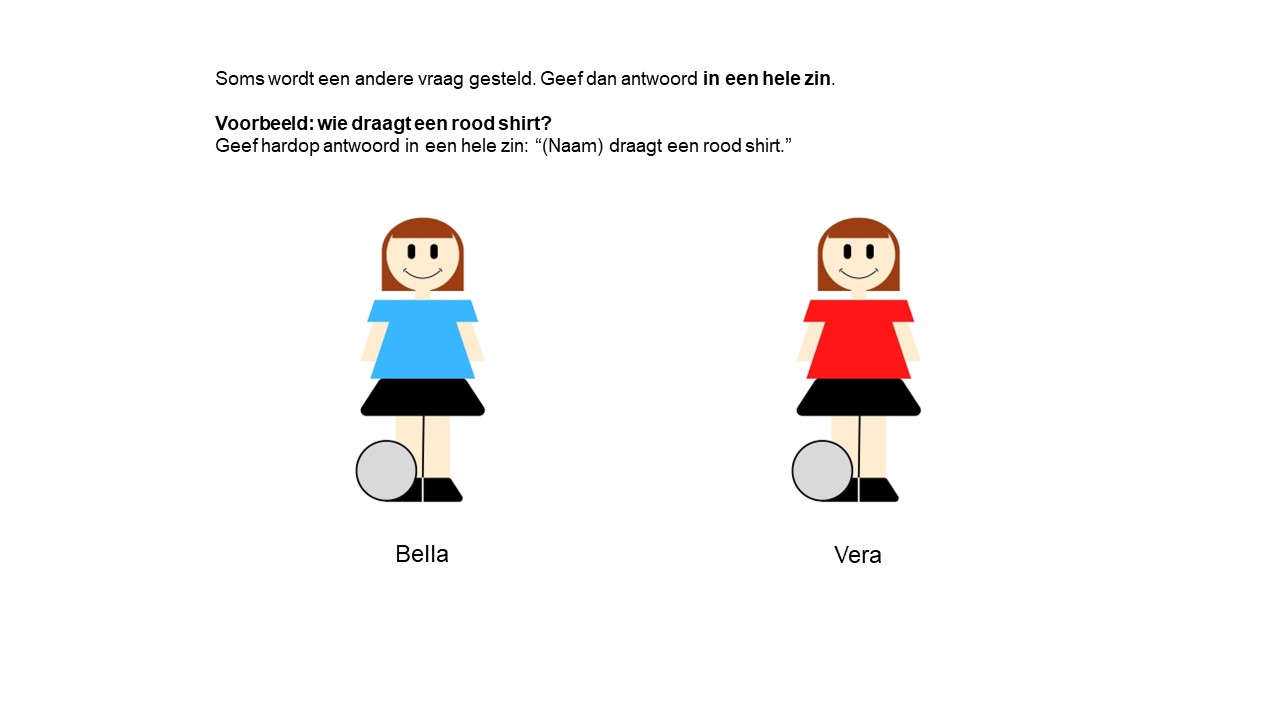 Soms wordt een andere vraag gesteld. Geef dan antwoord in een hele zin.
Voorbeeld: wie draagt een rood shirt?
Geef hardop antwoord in een hele zin: “(Naam) draagt een rood shirt.”
Bella
Vera